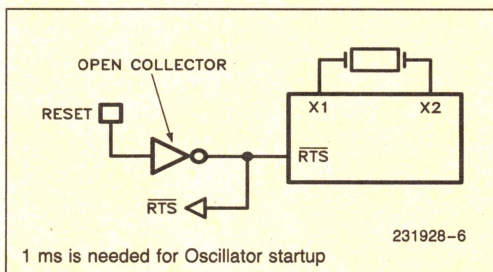 OPEN COLLECTOR
RESET
X1 X2
RTS
RTS
231928-6
1 ms is needed for Oscillator startup